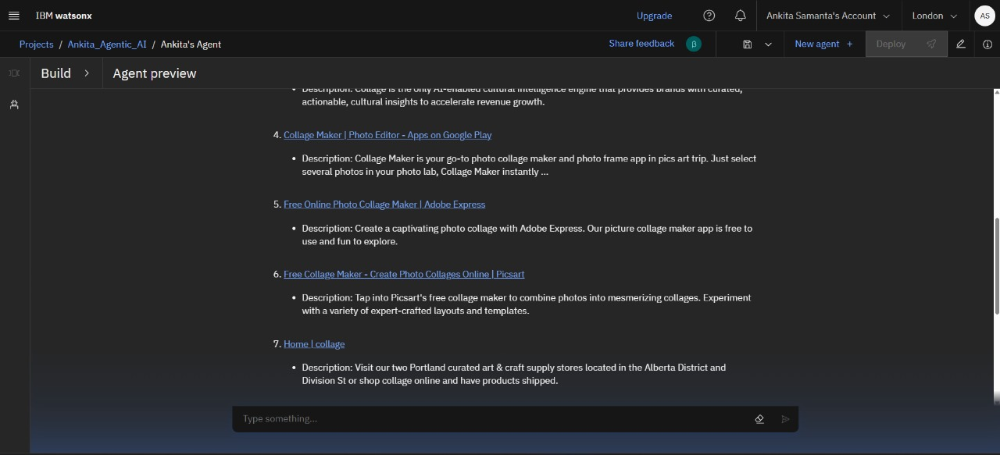 IBM watsonx
Upgrade
Ankita Samanta's Account
London
AS
Projects / Ankita_Agentic_AI / Ankita's Agent
Share feedback
β
New agent +
Deploy
Build
Agent preview
• Description: Collage is the only AI-enabled cultural intelligence engine that provides brands with curated,
actionable, cultural insights to accelerate revenue growth.
4. Collage Maker | Photo Editor - Apps on Google Play
• Description: Collage Maker is your go-to photo collage maker and photo frame app in pics art trip. Just select
several photos in your photo lab, Collage Maker instantly ...
5. Free Online Photo Collage Maker | Adobe Express
• Description: Create a captivating photo collage with Adobe Express. Our picture collage maker app is free to
use and fun to explore.
6. Free Collage Maker - Create Photo Collages Online | Picsart
• Description: Tap into Picsart's free collage maker to combine photos into mesmerizing collages. Experiment
with a variety of expert-crafted layouts and templates.
7. Home | collage
• Description: Visit our two Portland curated art & craft supply stores located in the Alberta District and
Division St or shop collage online and have products shipped.
Type something...